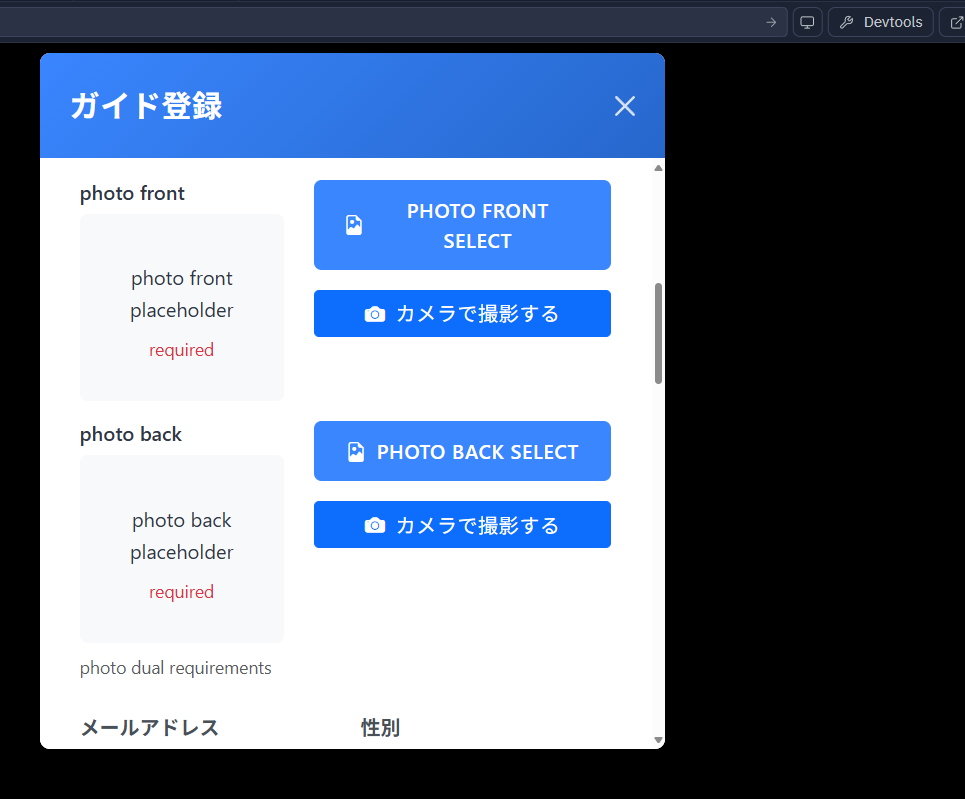 Devtools
ガイド登録
photo front
PHOTO FRONT
SELECT
photo front
placeholder
required
カメラで撮影する
photo back
PHOTO BACK SELECT
photo back
placeholder
required
カメラで撮影する
photo dual requirements
メールアドレス
性別